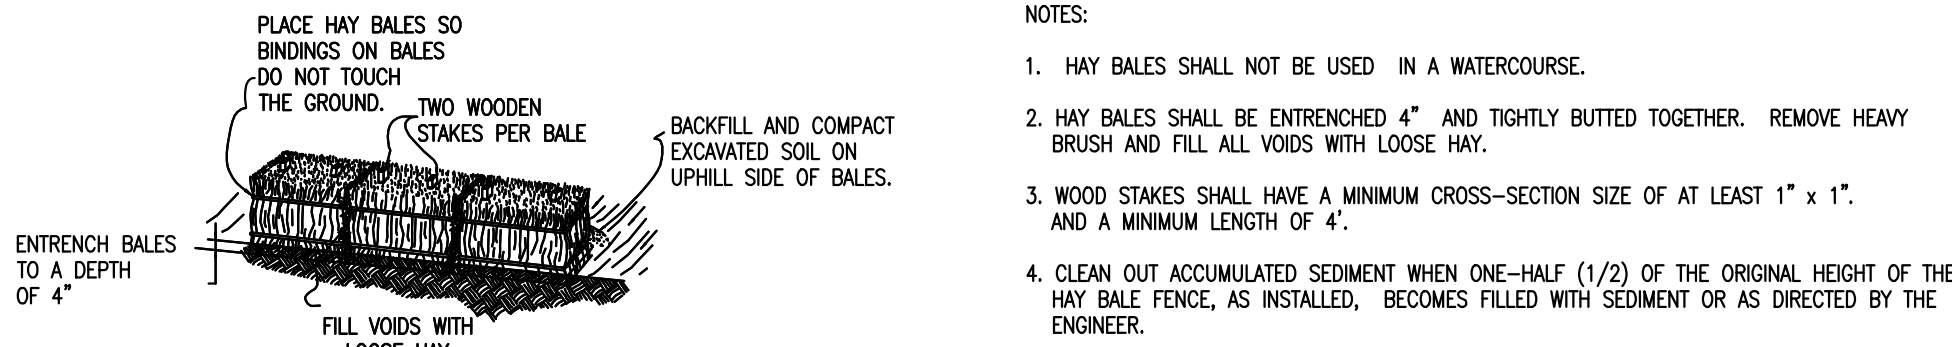 PLACE HAY BALES SO
BINDINGS ON BALES
DO NOT TOUCH
THE GROUND.
TWO WOODEN
STAKES PER BALE
BACKFILL AND COMPACT
EXCAVATED SOIL ON
UPHILL SIDE OF BALES.
ENTRENCH BALES
TO A DEPTH
OF 4"
FILL VOIDS WITH
LOOSE HAY
NOTES:
1. HAY BALES SHALL NOT BE USED IN A WATERCOURSE.
2. HAY BALES SHALL BE ENTRENCHED 4" AND TIGHTLY BUTTED TOGETHER. REMOVE HEAVY
BRUSH AND FILL ALL VOIDS WITH LOOSE HAY.
3. WOOD STAKES SHALL HAVE A MINIMUM CROSS-SECTION SIZE OF AT LEAST 1" x 1".
AND A MINIMUM LENGTH OF 4'.
4. CLEAN OUT ACCUMULATED SEDIMENT WHEN ONE-HALF (1/2) OF THE ORIGINAL HEIGHT OF THE
HAY BALE FENCE, AS INSTALLED, BECOMES FILLED WITH SEDIMENT OR AS DIRECTED BY THE
ENGINEER.